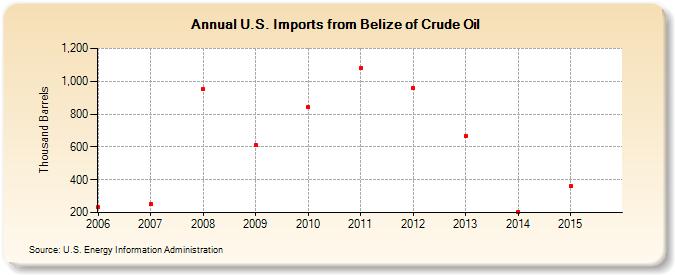 Annual U.S. Imports from Belize of Crude Oil
Thousand Barrels
1,200
1,000
800
600
400
200
2006 2007 2008 2009 2010 2011 2012 2013 2014 2015
Source: U.S. Energy Information Administration